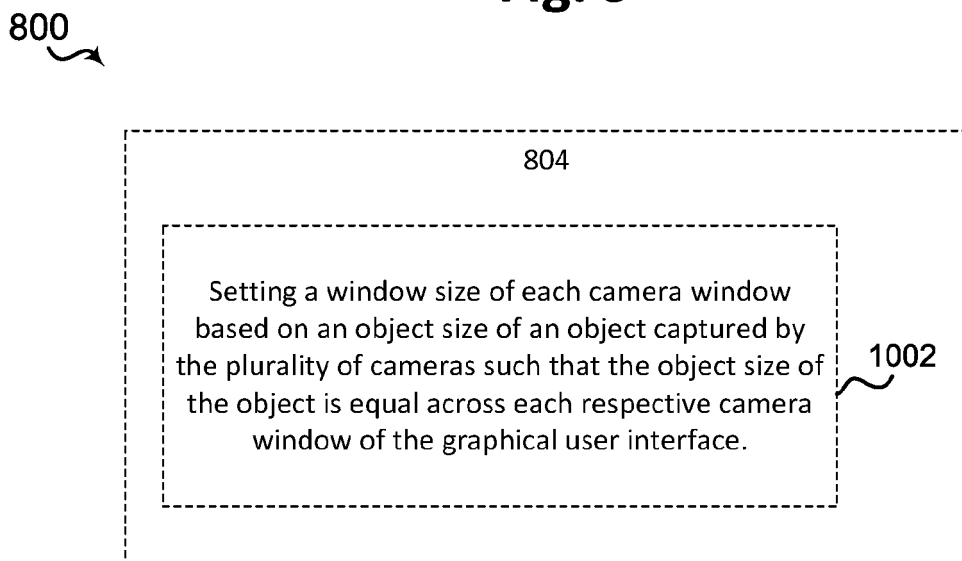 800
804
Setting a window size of each camera window
based on an object size of an object captured by
the plurality of cameras such that the object size of
the object is equal across each respective camera
window of the graphical user interface.
1002